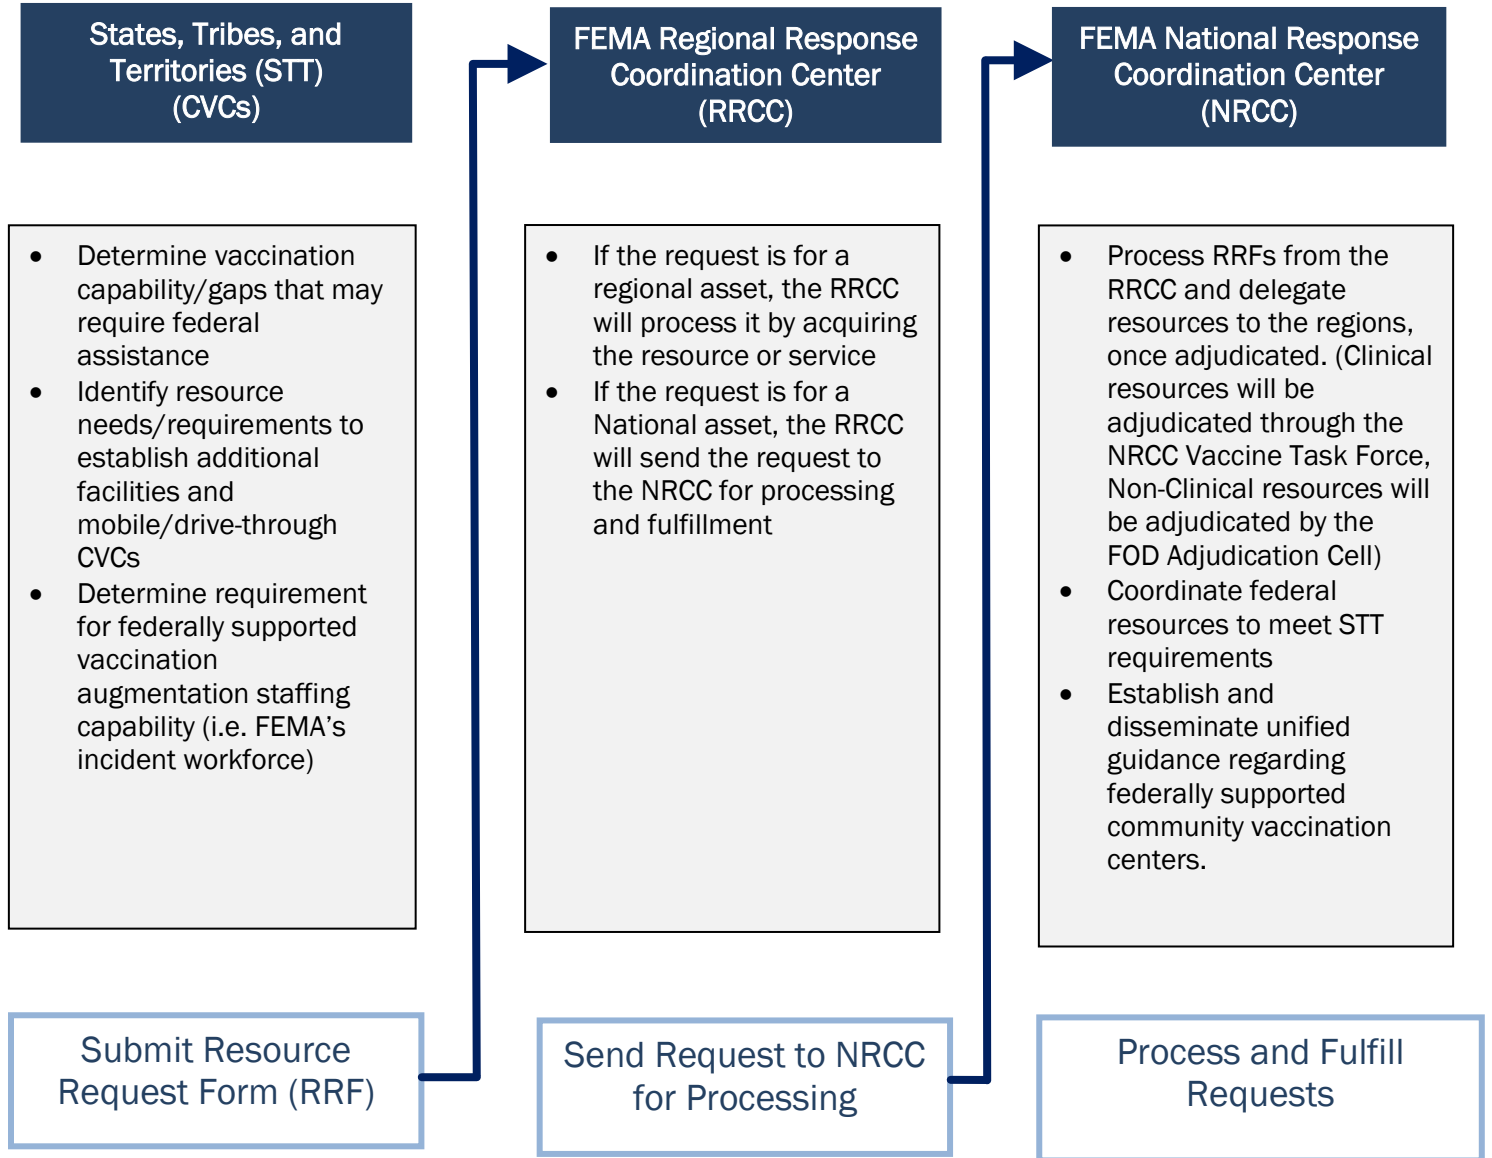 States, Tribes, and
Territories (STT)
(CVCs)
• Determine vaccination
capability/gaps that may
require federal
assistance
• Identify resource
needs/requirements to
establish additional
facilities and
mobile/drive-through
CVCs
• Determine requirement
for federally supported
vaccination
augmentation staffing
capability (i.e. FEMA’s
incident workforce)
Submit Resource
Request Form (RRF)
FEMA Regional Response
Coordination Center
(RRCC)
• If the request is for a
regional asset, the RRCC
will process it by acquiring
the resource or service
• If the request is for a
National asset, the RRCC
will send the request to
the NRCC for processing
and fulfillment
Send Request to NRCC
for Processing
FEMA National Response
Coordination Center
(NRCC)
• Process RRFs from the
RRCC and delegate
resources to the regions,
once adjudicated. (Clinical
resources will be
adjudicated through the
NRCC Vaccine Task Force,
Non-Clinical resources will
be adjudicated by the
FOD Adjudication Cell)
• Coordinate federal
resources to meet STT
requirements
• Establish and
disseminate unified
guidance regarding
federally supported
community vaccination
centers.
Process and Fulfill
Requests